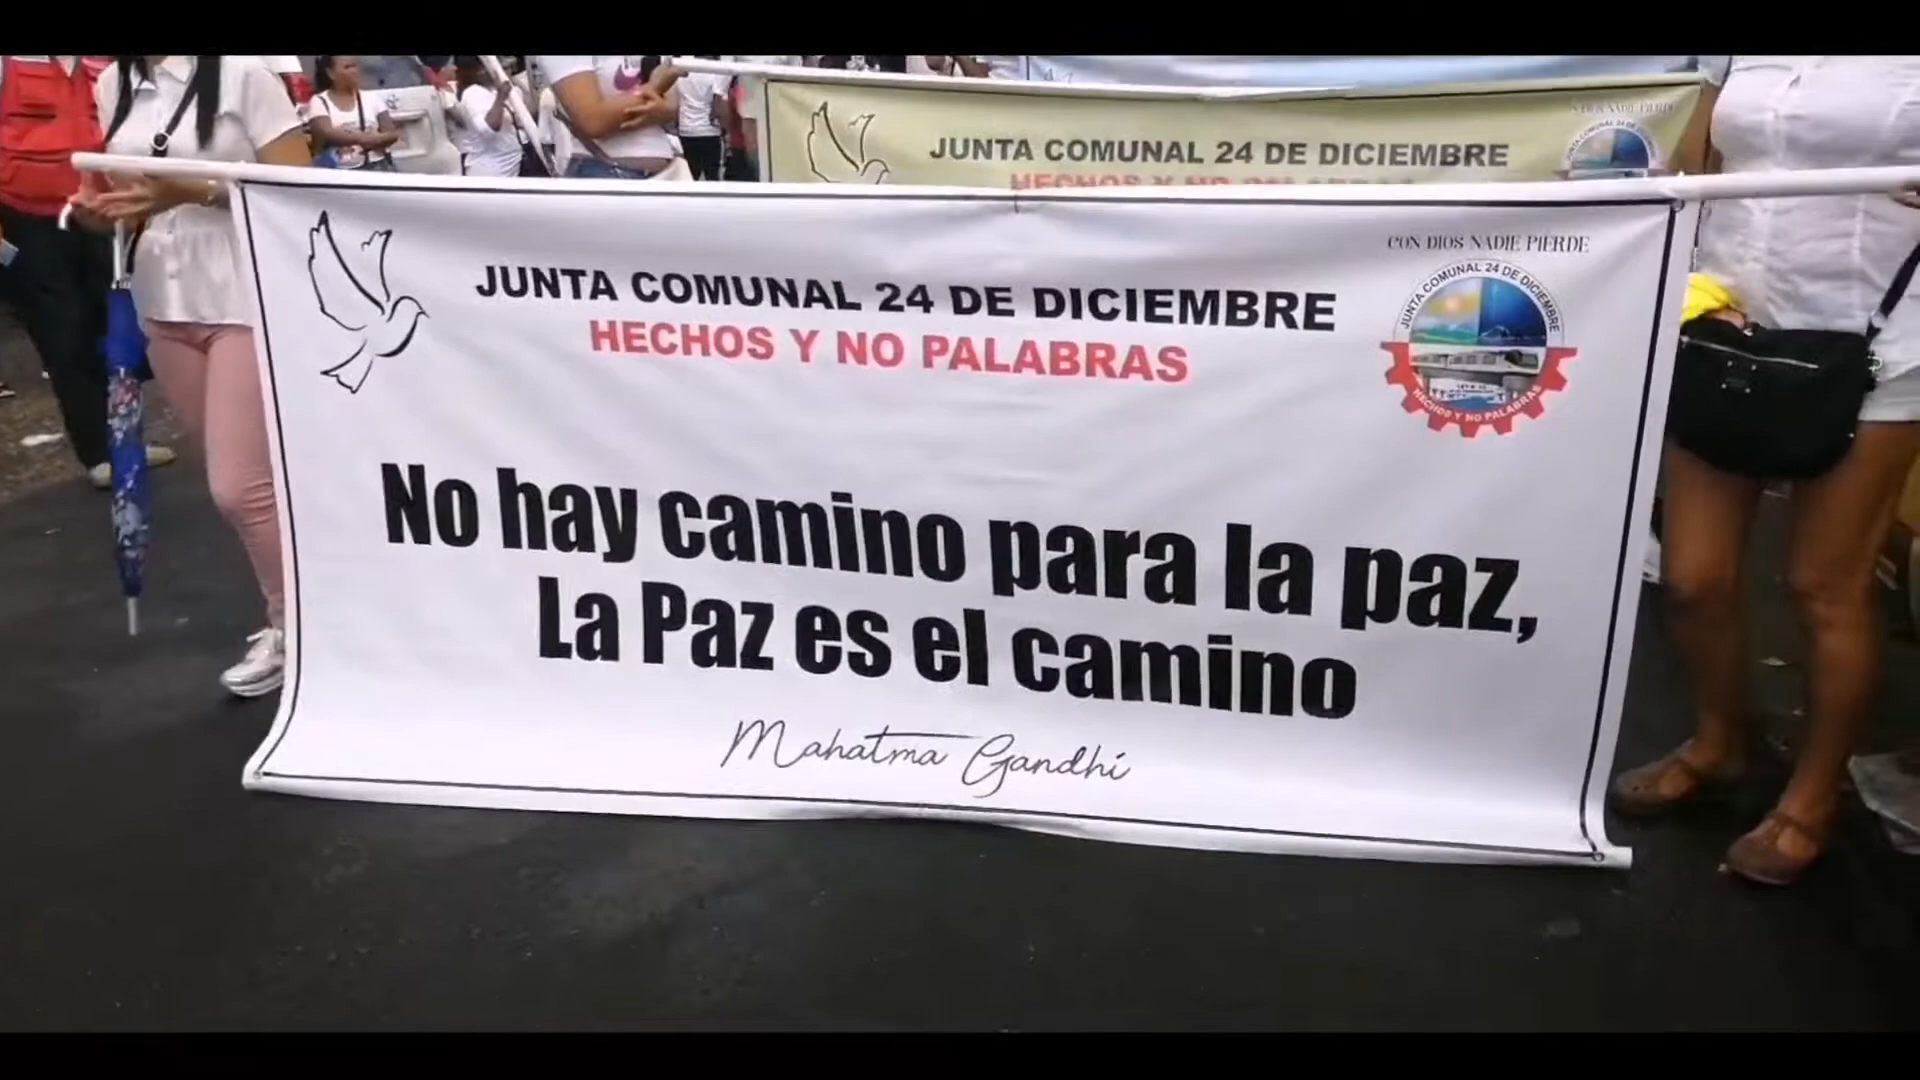 JUNTA COMUNAL 24 DE DICIEMBRE
CON DIOS NADIE PIERDE
JUNTA COMUNAL 24 DE DICIEMBRE
HECHOS Y NO PALABRAS
JUNTA COMUNAL 24 DE DICIEMBRE
HECHOS Y NO PALABRAS
No hay camino para la paz,
La Paz es el camino
Mahatma Gandhi